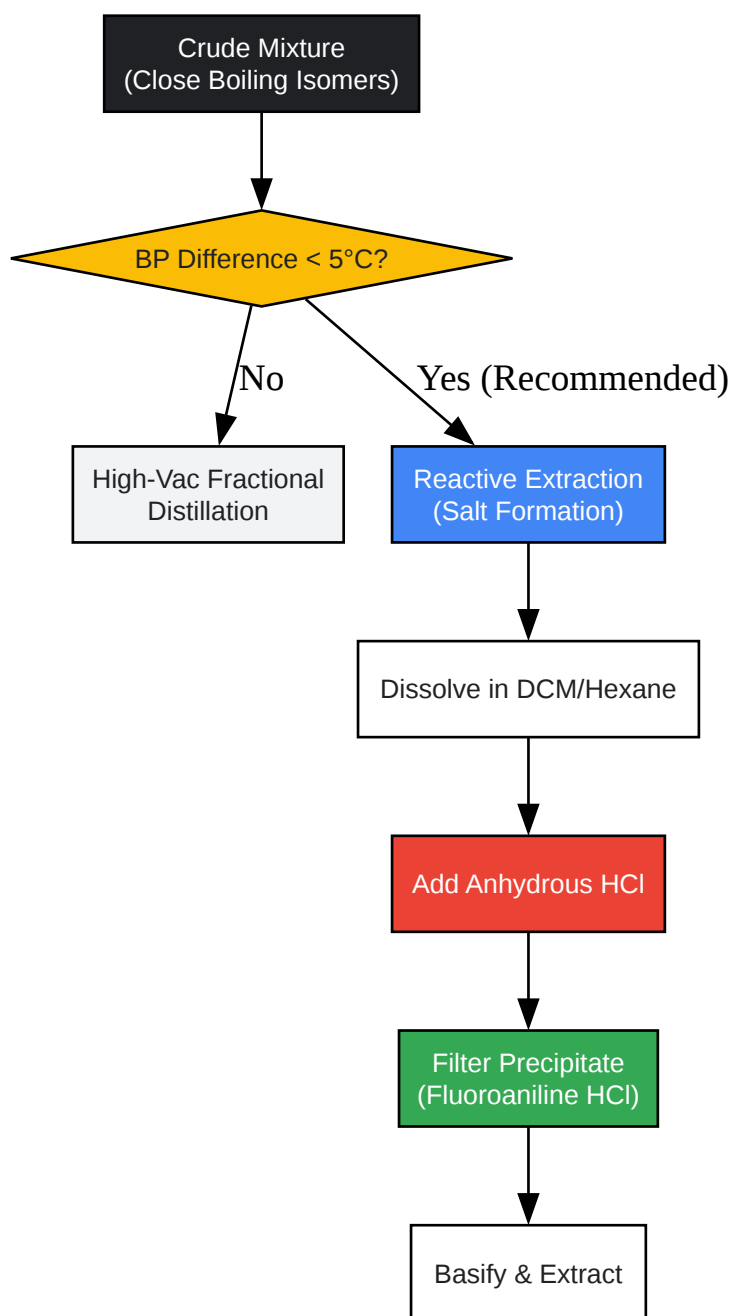 Crude Mixture
(Close Boiling Isomers)
BP Difference < 5°C?
No
Yes (Recommended)
High-Vac Fractional
Distillation
Reactive Extraction
(Salt Formation)
Dissolve in DCM/Hexane
Add Anhydrous HCl
Filter Precipitate
(Fluoroaniline HCl)
Basify & Extract